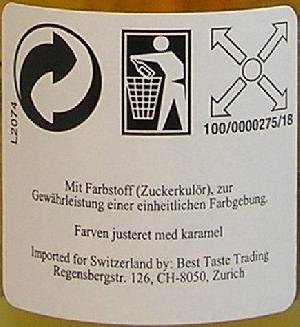 L2074
100/0000275/18
Mit Farbstoff (Zuckerkulör), zur
Gewährleistung einer einheitlichen Farbgebung.
Farven justeret med karamel
Imported for Switzerland by: Best Taste Trading
Regensbergstr. 126, CH-8050, Zurich